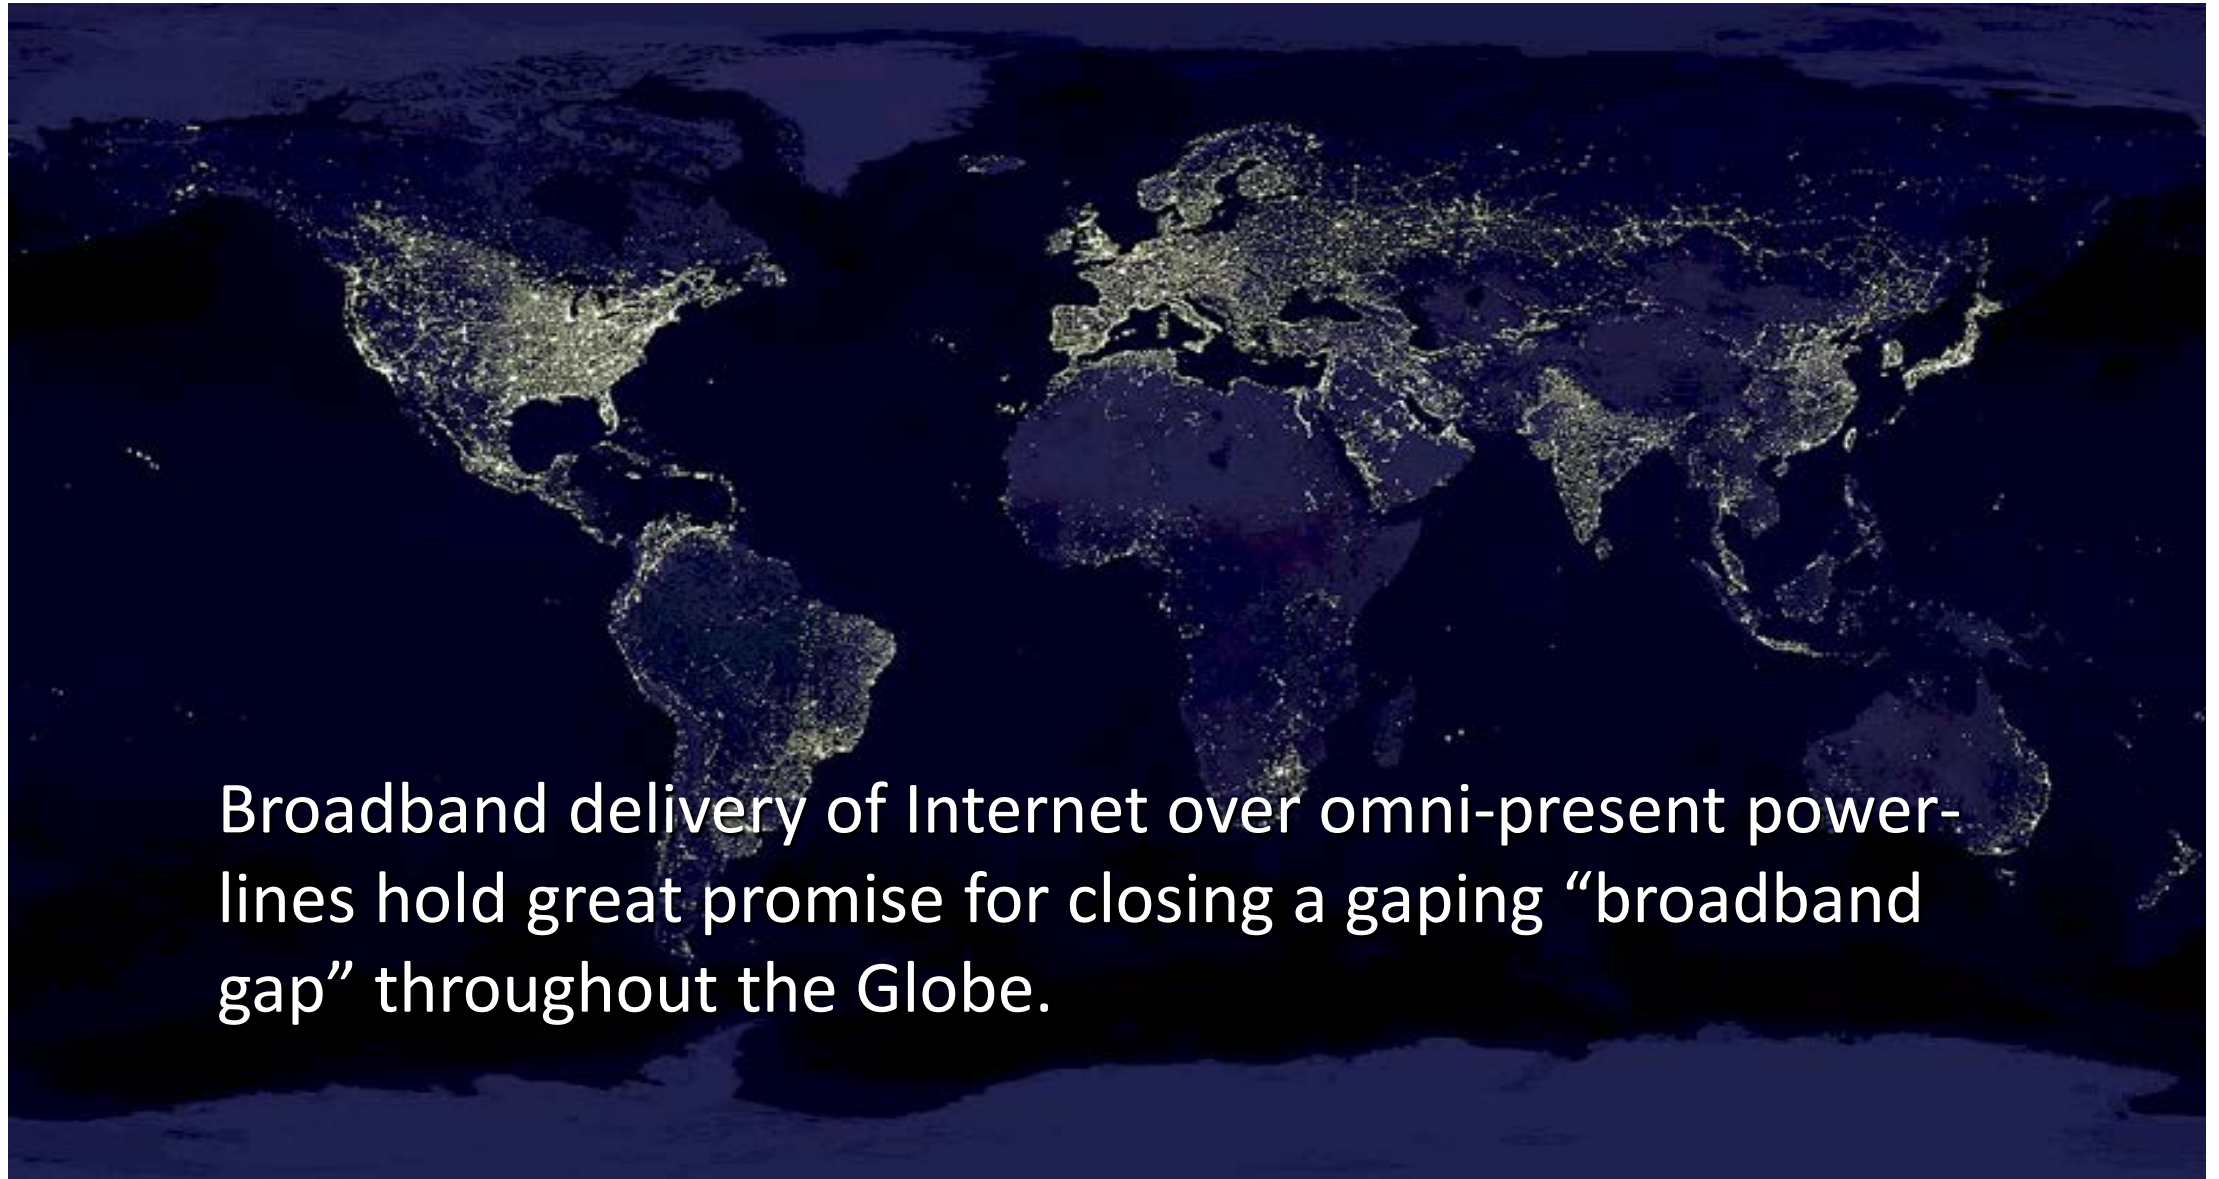 Broadband delivery of Internet over omni-present power-
lines hold great promise for closing a gaping “broadband
gap” throughout the Globe.